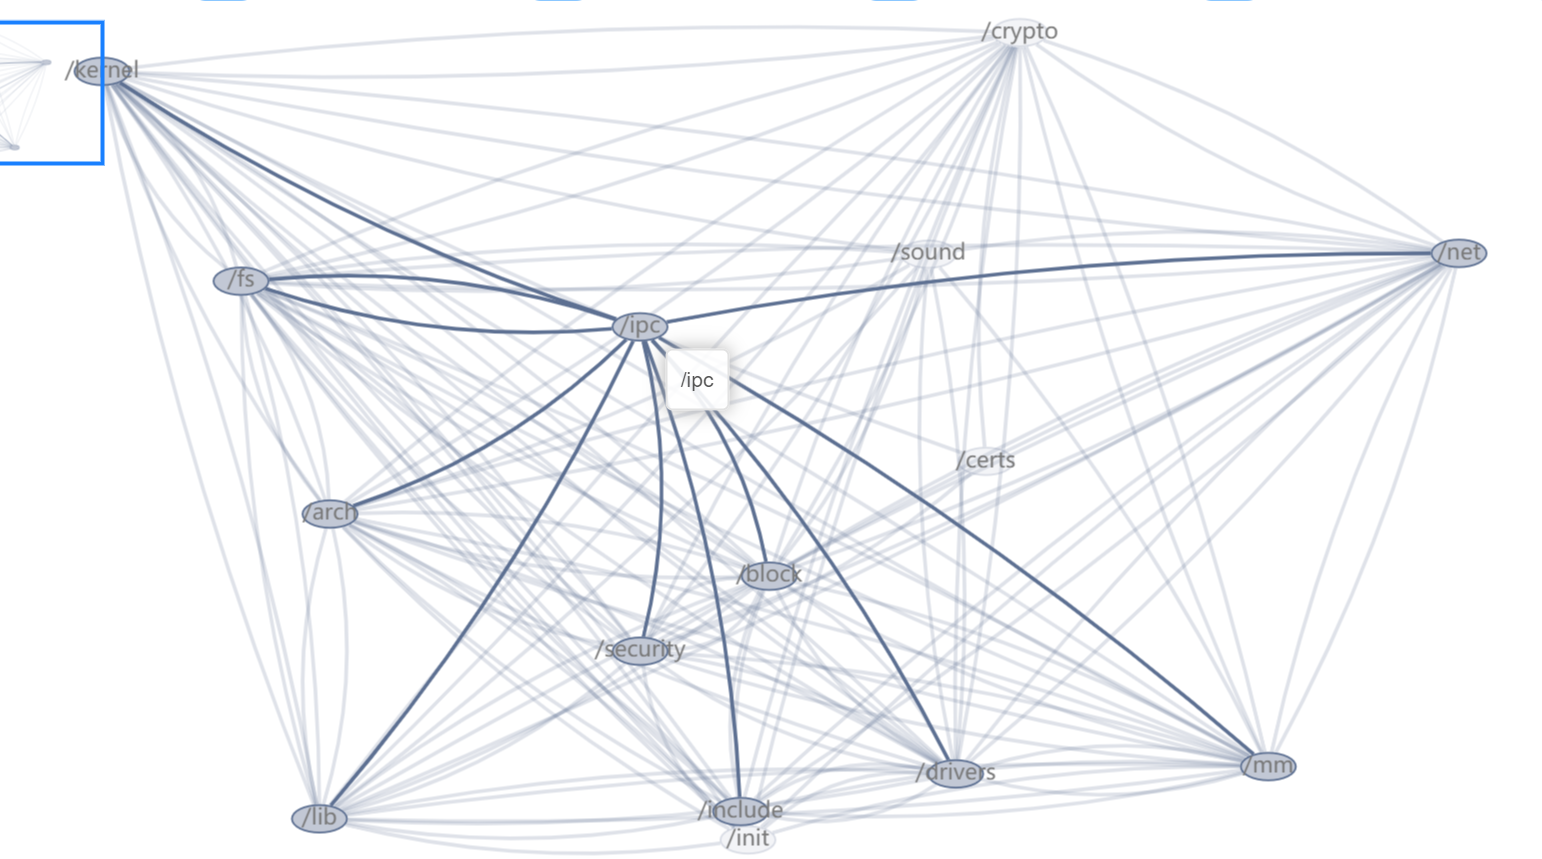 /crypto
/kernel
/sound
/net
/fs
/ipc
/ipc
/certs
/arch
/block
/security
/mm
/drivers
/include
/lib
/init